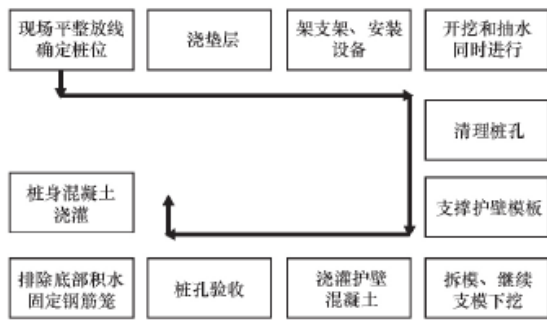 现场平整放线
确定桩位
浇垫层
架支架、安装
设备
开挖和抽水
同时进行
清理桩孔
支撑护壁模板
拆模、继续
支模下挖
浇灌护壁
混凝土
桩孔验收
排除底部积水
固定钢筋笼
桩身混凝土
浇灌